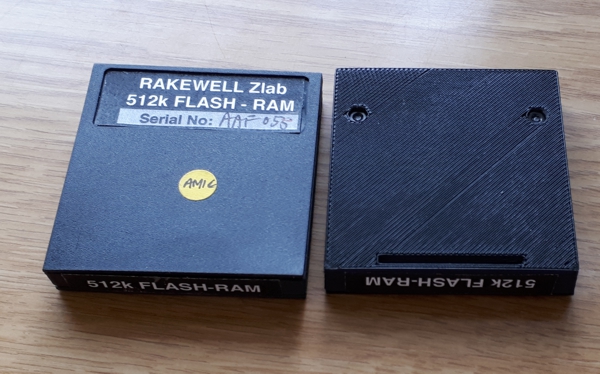 RAKEWELL Zlab
512k FLASH - RAM
Serial No: AAF 058
AMIC
512k FLASH-RAM
512k FLASH-RAM